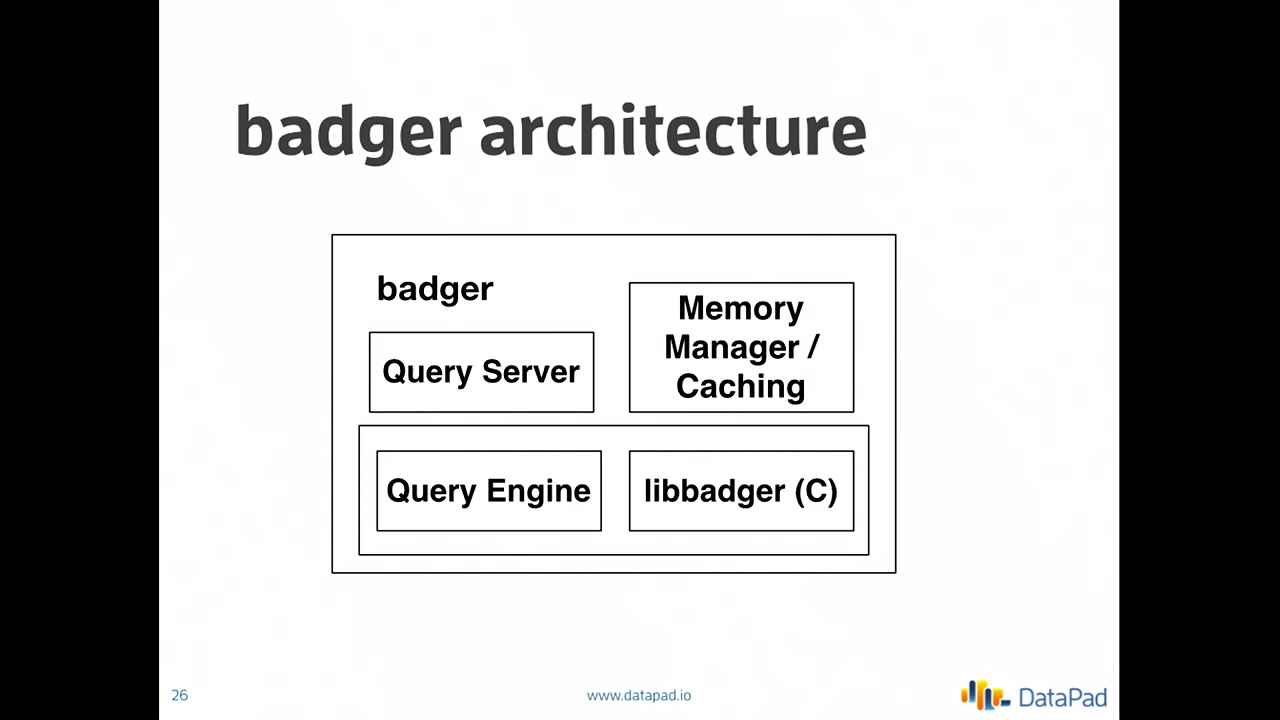 badger architecture
badger
Memory
Manager /
Caching
Query Server
Query Engine
libbadger (C)
26
www.datapad.io
DataPad